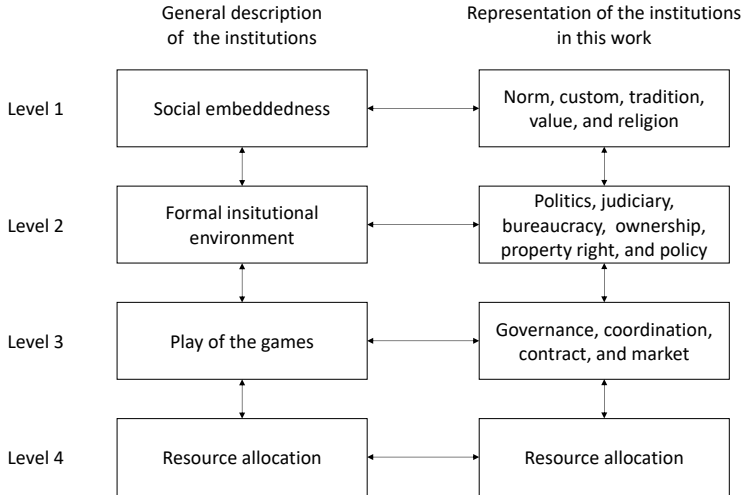 General description
of the institutions
Representation of the institutions
in this work
Level 1
Social embeddedness
Norm, custom, tradition,
value, and religion
Level 2
Formal insitutional
environment
Politics, judiciary,
bureaucracy, ownership,
property right, and policy
Level 3
Play of the games
Governance, coordination,
contract, and market
Level 4
Resource allocation
Resource allocation